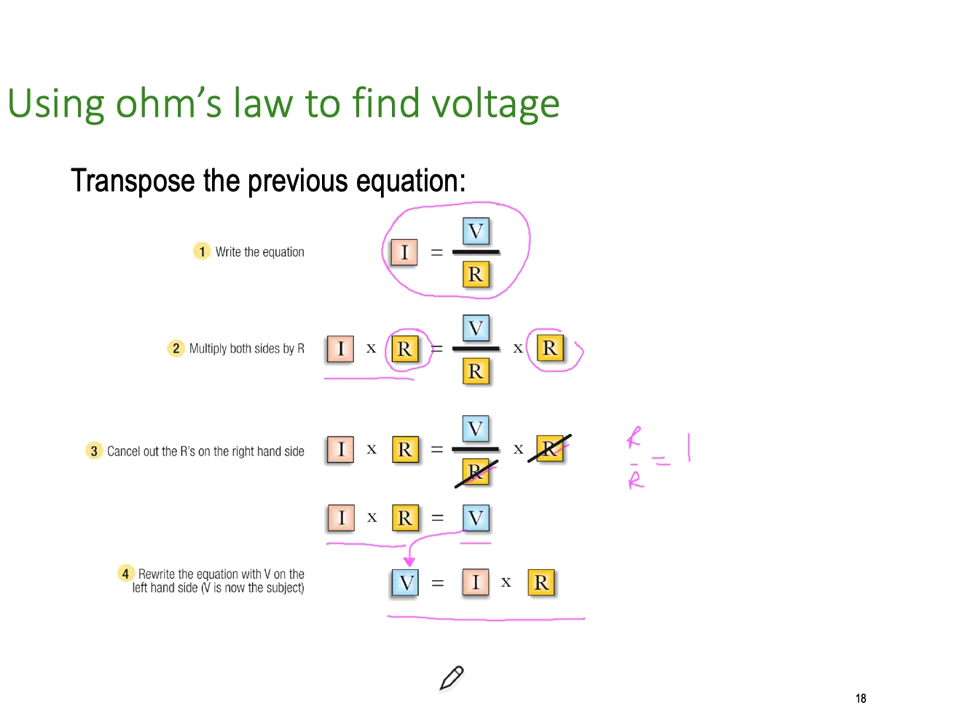 Using ohm's law to find voltage
Transpose the previous equation:
1 Write the equation
I = V
R
2 Multiply both sides by R
I x R = V x R
R
3 Cancel out the R's on the right hand side
I x R = V x R
R
R
R = 1
I x R = V
4 Rewrite the equation with V on the
left hand side (V is now the subject)
V = I x R
18